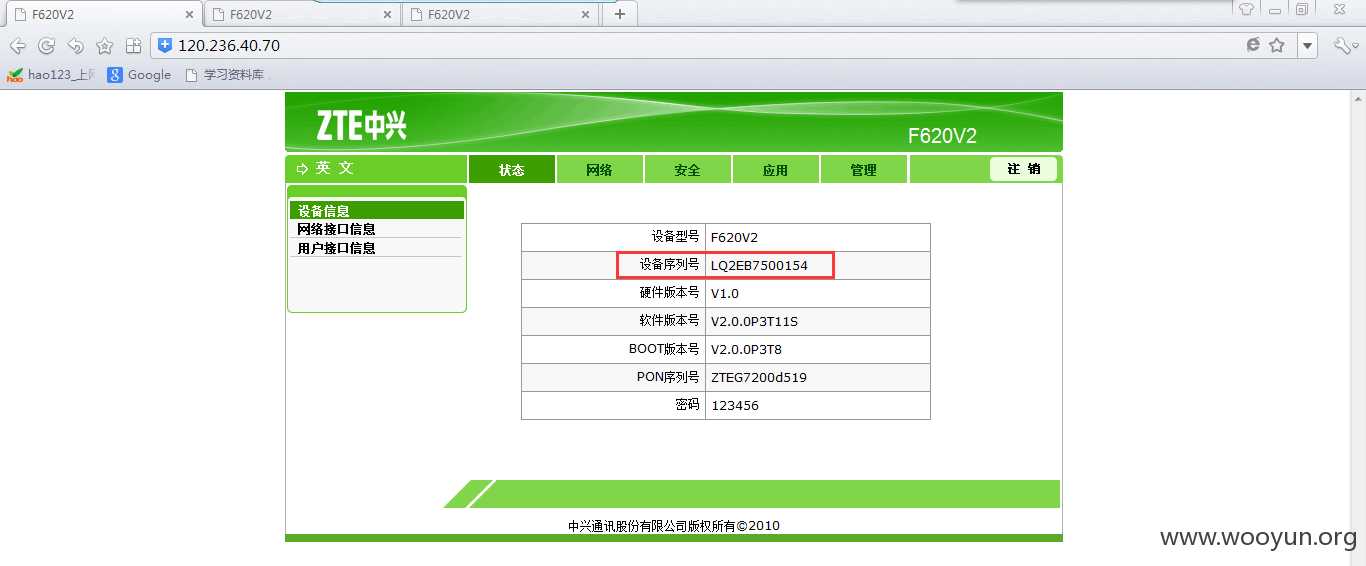 F620V2 F620V2 F620V2
120.236.40.70
hao123_上网 Google 学习资料库
ZTE中兴
F620V2
英 文 状态 网络 安全 应用 管理 注 销
设备信息
网络接口信息
用户接口信息
设备型号 F620V2
设备序列号 LQ2EB7500154
硬件版本号 V1.0
软件版本号 V2.0.0P3T11S
BOOT版本号 V2.0.0P3T8
PON序列号 ZTEG7200d519
密码 123456
中兴通讯股份有限公司版权所有©2010
www.wooyun.org